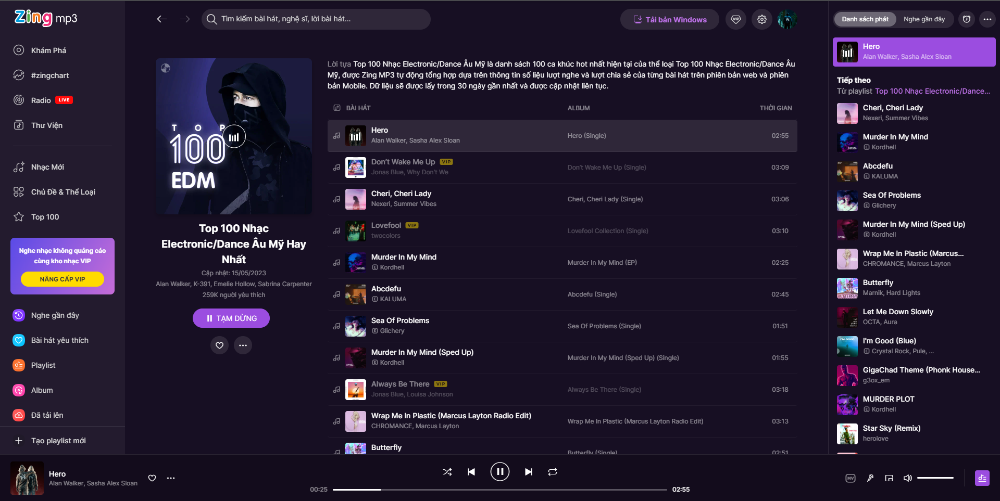 Zing mp3
Khám Phá
#zingchart
Radio LIVE
Thư Viện
Nhạc Mới
Chủ Đề & Thể Loại
Top 100
Nghe nhạc không quảng cáo
cùng kho nhạc VIP
NÂNG CẤP VIP
Nghe gần đây
Bài hát yêu thích
Playlist
Album
Đã tải lên
Tạo playlist mới
Tìm kiếm bài hát, nghệ sĩ, lời bài hát...
Tải bản Windows
VIP
TOP
100
EDM
Top 100 Nhạc
Electronic/Dance Âu Mỹ Hay
Nhất
Cập nhật: 15/05/2023
Alan Walker, K-391, Emelie Hollow, Sabrina Carpenter
259K người yêu thích
TẠM DỪNG
Lời tựa Top 100 Nhạc Electronic/Dance Âu Mỹ là danh sách 100 ca khúc hot nhất hiện tại của thể loại Top 100 Nhạc Electronic/Dance Âu
Mỹ, được Zing MP3 tự động tổng hợp dựa trên thông tin số liệu lượt nghe và lượt chia sẻ của từng bài hát trên phiên bản web và phiên
bản Mobile. Dữ liệu sẽ được lấy trong 30 ngày gần nhất và được cập nhật liên tục.
BÀI HÁT ALBUM THỜI GIAN
Hero
Alan Walker, Sasha Alex Sloan
Hero (Single)
02:55
Don't Wake Me Up VIP
Jonas Blue, Why Don't We
Don't Wake Me Up (Single)
03:09
Cheri, Cheri Lady
Nexeri, Summer Vibes
Cheri, Cheri Lady (Single)
03:06
Lovefool VIP
twocolors
Lovefool Collection (Single)
03:10
Murder In My Mind
E Kordhell
Murder In My Mind (EP)
02:25
Abcdefu
E KALUMA
Abcdefu (Single)
02:45
Sea Of Problems
E Glichery
Sea Of Problems (Single)
01:51
Murder In My Mind (Sped Up)
E Kordhell
Murder In My Mind (Sped Up) (Single)
01:55
Always Be There VIP
Jonas Blue, Louisa Johnson
Always Be There (Single)
03:18
Wrap Me In Plastic (Marcus Layton Radio Edit)
CHROMANCE, Marcus Layton
Wrap Me In Plastic (Marcus Layton Radio Edit)
03:13
Butterfly
Butterfly (Single)
02:51
Danh sách phát
Nghe gần đây
Hero
Alan Walker, Sasha Alex Sloan
Tiếp theo
Từ playlist Top 100 Nhạc Electronic/Dance...
Cheri, Cheri Lady
Nexeri, Summer Vibes
Murder In My Mind
E Kordhell
Abcdefu
E KALUMA
Sea Of Problems
E Glichery
Murder In My Mind (Sped Up)
E Kordhell
Wrap Me In Plastic (Marcus...
CHROMANCE, Marcus Layton
Butterfly
Marnik, Hard Lights
Let Me Down Slowly
OCTA, Aura
I'm Good (Blue)
E Crystal Rock, Pule, ...
GigaChad Theme (Phonk House...
g3ox_em
MURDER PLOT
E Kordhell
Star Sky (Remix)
herolove
Hero
Alan Walker, Sasha Alex Sloan
00:25
02:55
MV